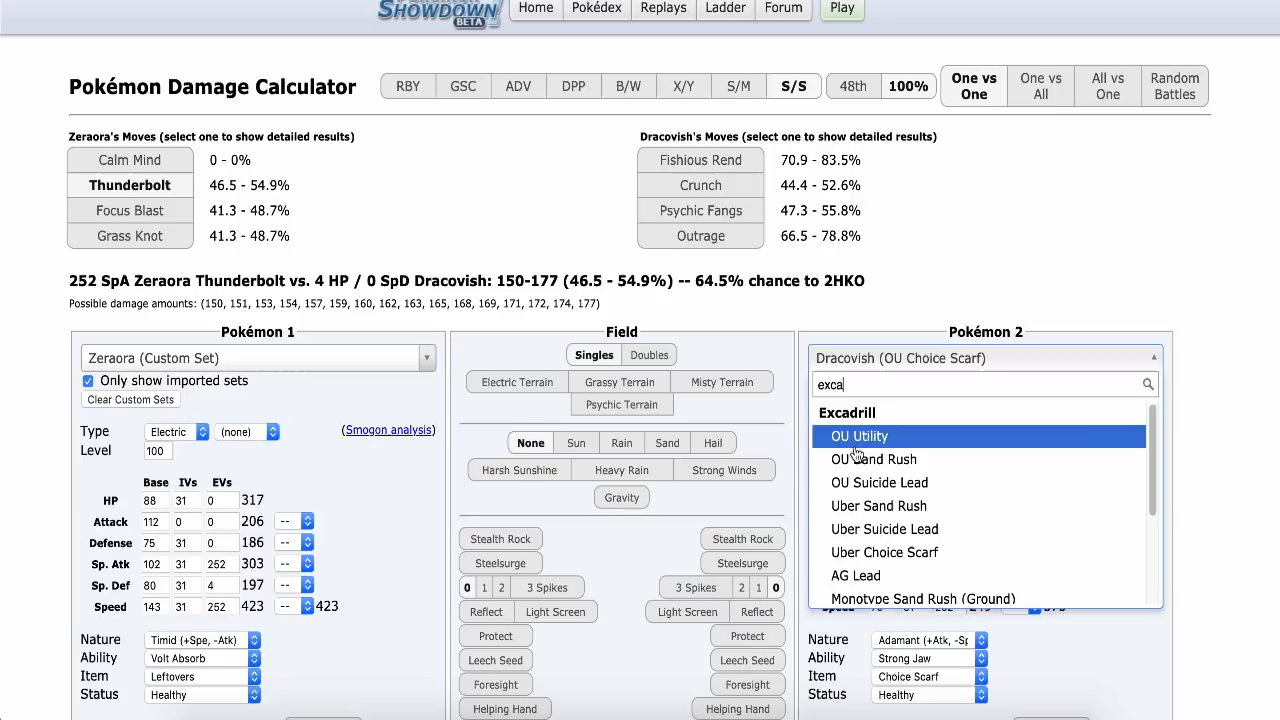 SHOWDOWN
BETA
Home Pokédex Replays Ladder Forum Play
Pokémon Damage Calculator
RBY GSC ADV DPP B/W X/Y S/M S/S
48th 100%
One vs One
One vs All
All vs One
Random Battles
Zeraora's Moves (select one to show detailed results)
Calm Mind 0 - 0%
Thunderbolt 46.5 - 54.9%
Focus Blast 41.3 - 48.7%
Grass Knot 41.3 - 48.7%
Dracovish's Moves (select one to show detailed results)
Fishious Rend 70.9 - 83.5%
Crunch 44.4 - 52.6%
Psychic Fangs 47.3 - 55.8%
Outrage 66.5 - 78.8%
252 SpA Zeraora Thunderbolt vs. 4 HP / 0 SpD Dracovish: 150-177 (46.5 - 54.9%) -- 64.5% chance to 2HKO
Possible damage amounts: (150, 151, 153, 154, 157, 159, 160, 162, 163, 165, 168, 169, 171, 172, 174, 177)
Pokémon 1
Zeraora (Custom Set)
Only show imported sets
Clear Custom Sets
Type Electric (none) (Smogon analysis)
Level 100
Base IVs EVs
HP 88 31 0 317
Attack 112 0 0 206 --
Defense 75 31 0 186 --
Sp. Atk 102 31 252 303 --
Sp. Def 80 31 4 197 --
Speed 143 31 252 423 -- 423
Nature Timid (+Spe, -Atk)
Ability Volt Absorb
Item Leftovers
Status Healthy
Field
Singles Doubles
Electric Terrain Grassy Terrain Misty Terrain
Psychic Terrain
None Sun Rain Sand Hail
Harsh Sunshine Heavy Rain Strong Winds
Gravity
Stealth Rock Stealth Rock
Steelsurge Steelsurge
0 1 2 3 Spikes 3 Spikes 2 1 0
Reflect Light Screen Light Screen Reflect
Protect Protect
Leech Seed Leech Seed
Foresight Foresight
Helping Hand Helping Hand
Pokémon 2
Dracovish (OU Choice Scarf)
exca
Excadrill
OU Utility
OU Sand Rush
OU Suicide Lead
Uber Sand Rush
Uber Suicide Lead
Uber Choice Scarf
AG Lead
Monotype Sand Rush (Ground)
Nature Adamant (+Atk, -Sp
Ability Strong Jaw
Item Choice Scarf
Status Healthy